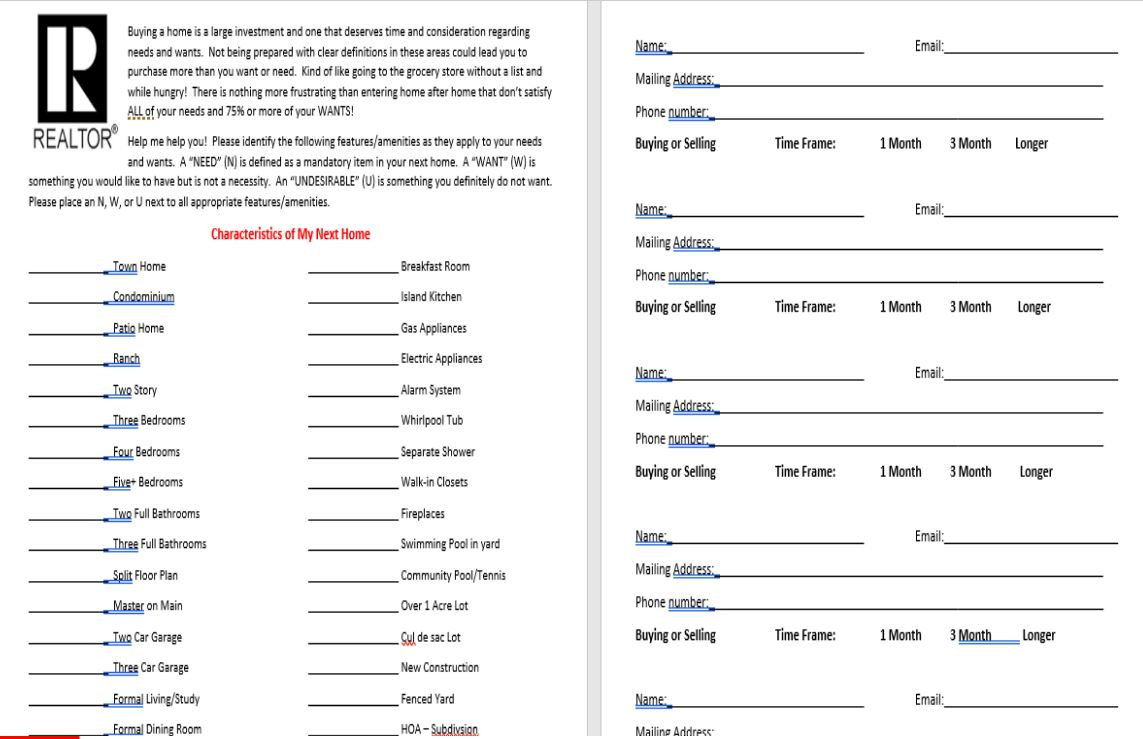 REALTOR®
Buying a home is a large investment and one that deserves time and consideration regarding
needs and wants. Not being prepared with clear definitions in these areas could lead you to
purchase more than you want or need. Kind of like going to the grocery store without a list and
while hungry! There is nothing more frustrating than entering home after home that don't satisfy
ALL of your needs and 75% or more of your WANTS!
Help me help you! Please identify the following features/amenities as they apply to your needs
and wants. A "NEED" (N) is defined as a mandatory item in your next home. A "WANT" (W) is
something you would like to have but is not a necessity. An "UNDESIRABLE" (U) is something you definitely do not want.
Please place an N, W, or U next to all appropriate features/amenities.
Characteristics of My Next Home
Town Home
Condominium
Patio Home
Ranch
Two Story
Three Bedrooms
Four Bedrooms
Five+ Bedrooms
Two Full Bathrooms
Three Full Bathrooms
Split Floor Plan
Master on Main
Two Car Garage
Three Car Garage
Formal Living/Study
Formal Dining Room
Breakfast Room
Island Kitchen
Gas Appliances
Electric Appliances
Alarm System
Whirlpool Tub
Separate Shower
Walk-in Closets
Fireplaces
Swimming Pool in yard
Community Pool/Tennis
Over 1 Acre Lot
Cul de sac Lot
New Construction
Fenced Yard
HOA – Subdivsion
Name: Email:
Mailing Address:
Phone number:
Buying or Selling Time Frame: 1 Month 3 Month Longer
Name: Email:
Mailing Address:
Phone number:
Buying or Selling Time Frame: 1 Month 3 Month Longer
Name: Email:
Mailing Address:
Phone number:
Buying or Selling Time Frame: 1 Month 3 Month Longer
Name: Email:
Mailing Address:
Phone number:
Buying or Selling Time Frame: 1 Month 3 Month Longer
Name: Email:
Mailing Address: